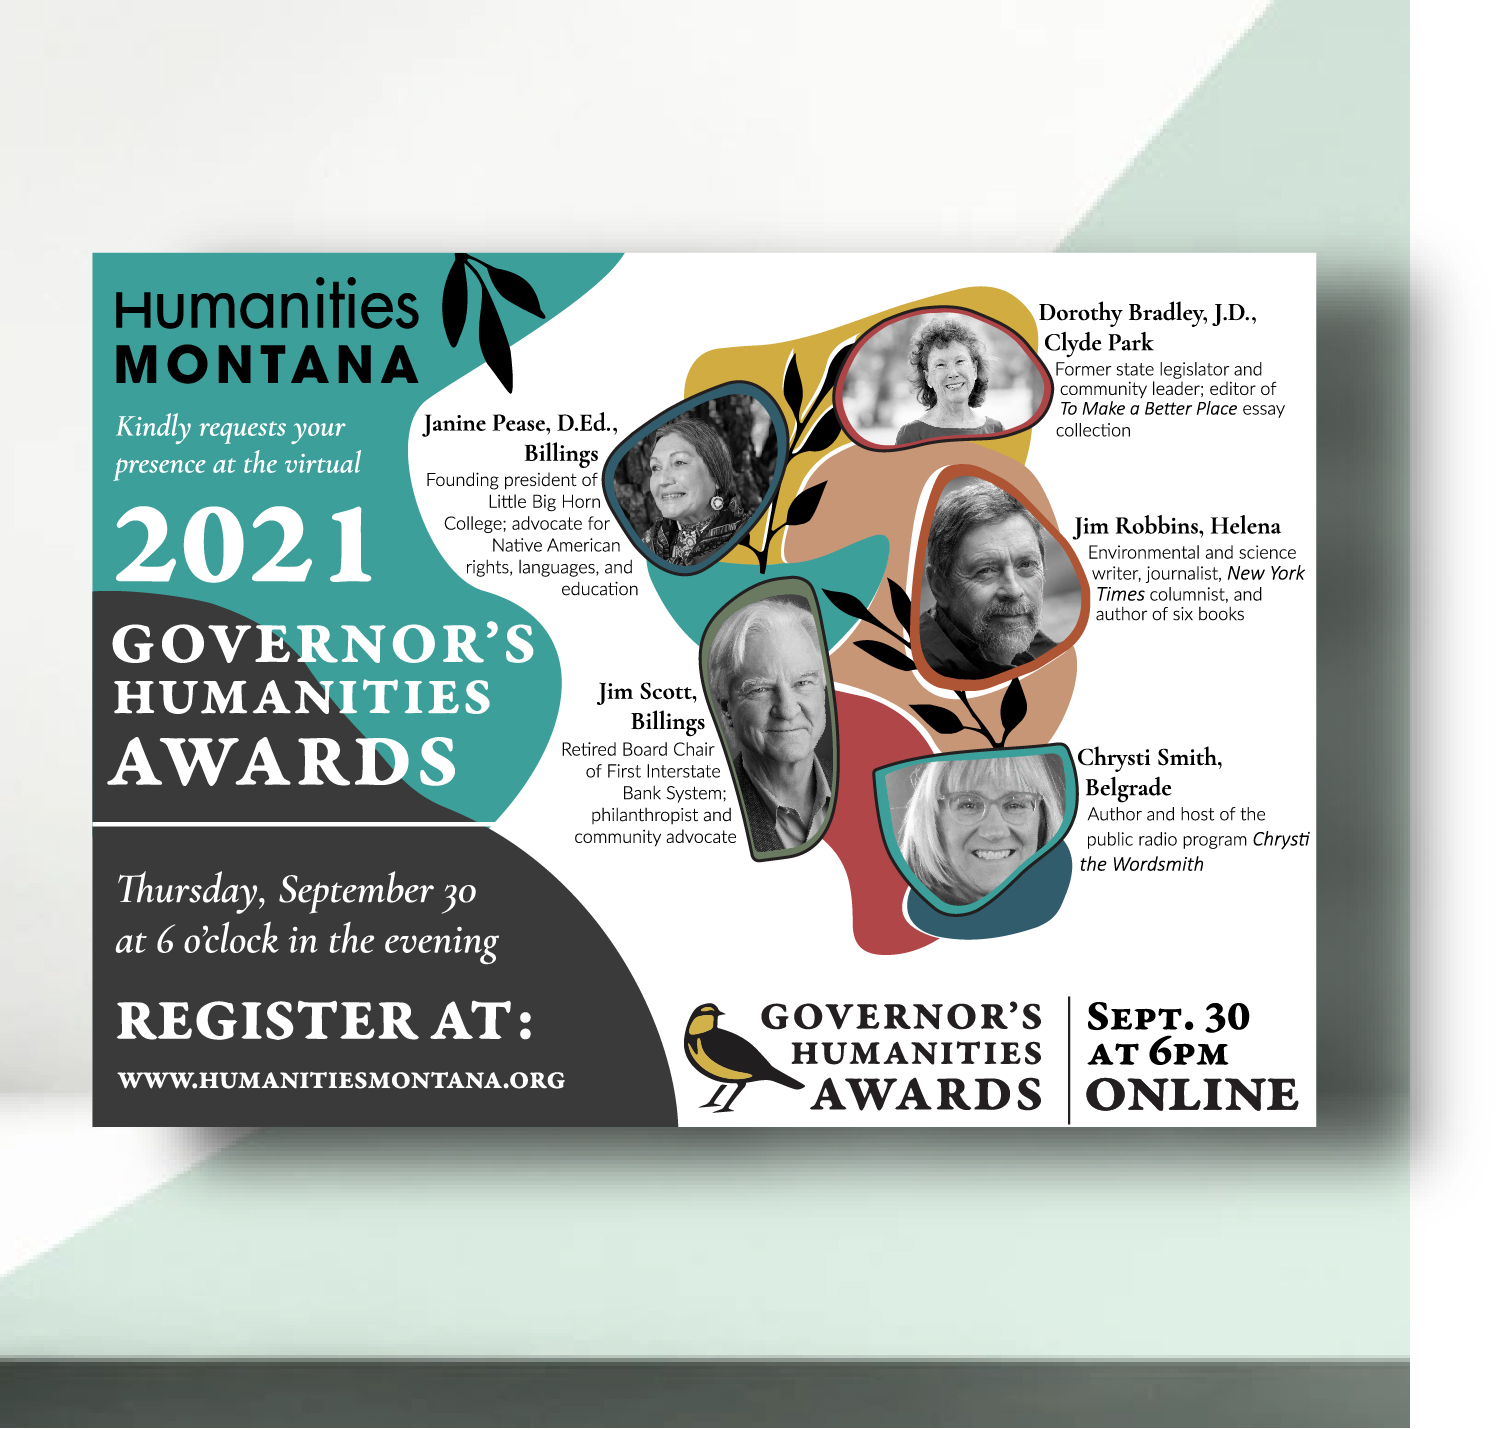 Humanities
MONTANA
Kindly requests your
presence at the virtual
2021
GOVERNOR'S
HUMANITIES
AWARDS
Thursday, September 30
at 6 o'clock in the evening
REGISTER AT:
WWW.HUMANITIESMONTANA.ORG
Janine Pease, D.Ed.,
Billings
Founding president of
Little Big Horn
College; advocate for
Native American
rights, languages, and
education
Dorothy Bradley, J.D.,
Clyde Park
Former state legislator and
community leader; editor of
To Make a Better Place essay
collection
Jim Robbins, Helena
Environmental and science
writer, journalist, New York
Times columnist, and
author of six books
Jim Scott,
Billings
Retired Board Chair
of First Interstate
Bank System;
philanthropist and
community advocate
Chrysti Smith,
Belgrade
Author and host of the
public radio program Chrysti
the Wordsmith
GOVERNOR'S
HUMANITIES
AWARDS
SEPT. 30
AT 6PM
ONLINE